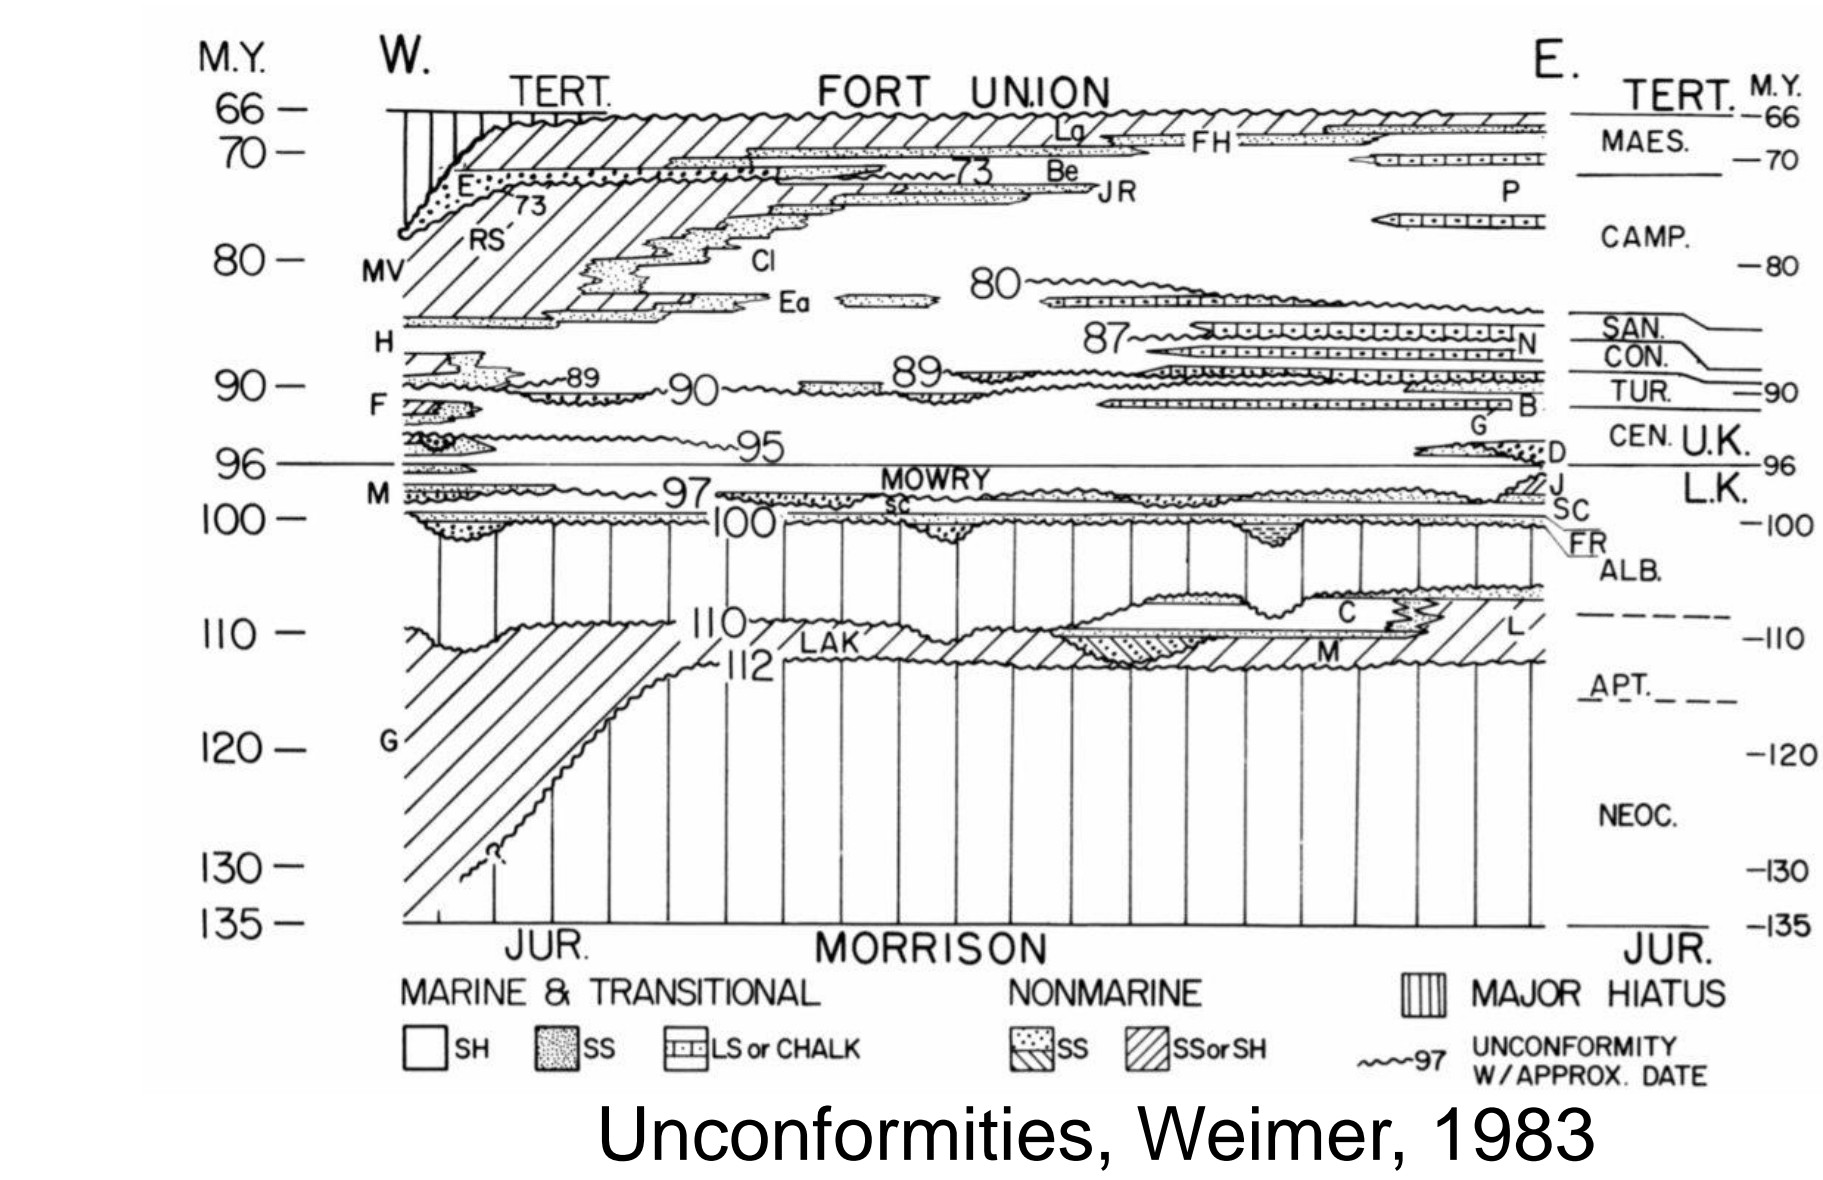 M.Y. W. E. M.Y.
TERT. FORT UNION TERT.
66 66
La FH MAES.
70 70
73 Be
E JR P
73
RS CAMP.
MV Cl
80 80
80
Ea
SAN.
H 87 N
CON.
89 89
90 90 90
TUR.
F B
G
CEN. U.K.
95 D
96 96
MOWRY J L.K.
M 97
SC SC
100 100 100
FR
ALB.
C
110 110 L
LAK M 110
112
APT.
G
120 120
NEOC.
130 130
135 135
JUR. MORRISON JUR.
MARINE & TRANSITIONAL NONMARINE MAJOR HIATUS
SH SS LS or CHALK SS SS or SH
97 UNCONFORMITY
W/APPROX. DATE
Unconformities, Weimer, 1983